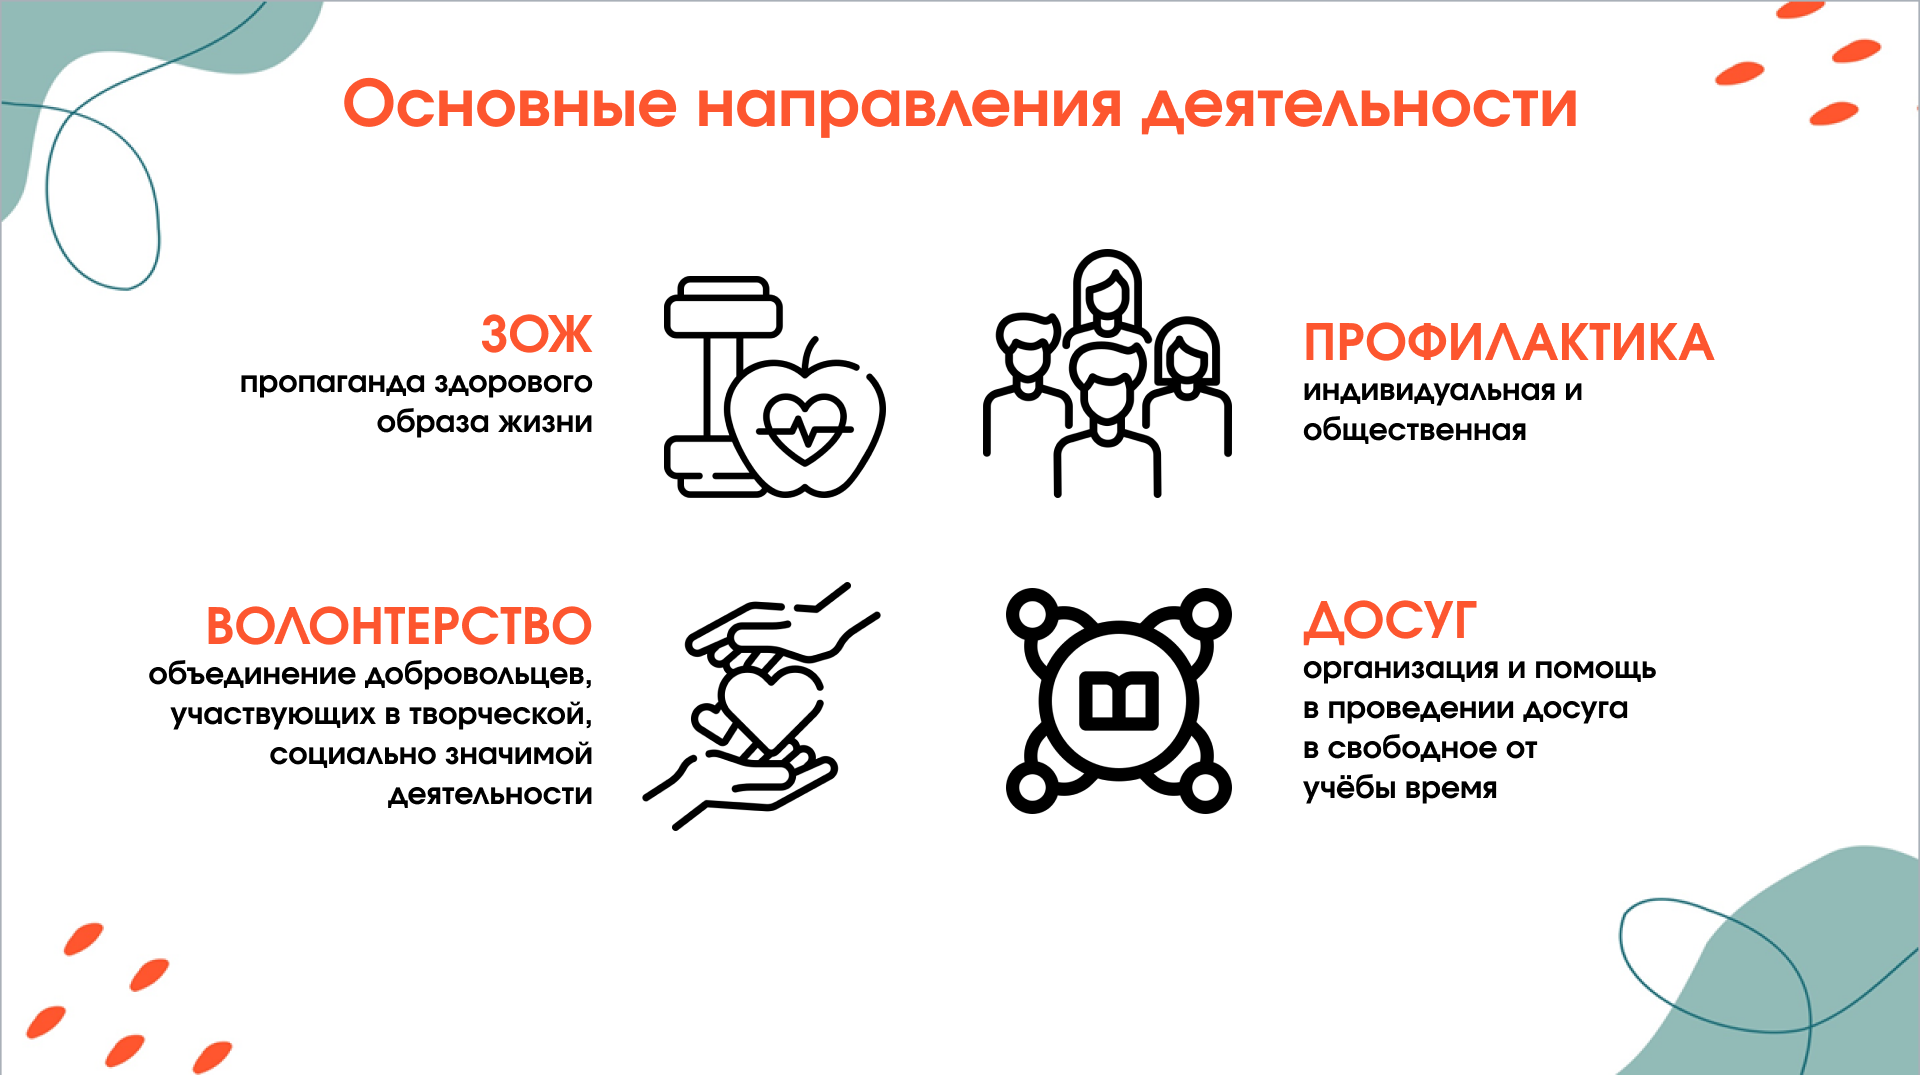 Основные направления деятельности
ЗОЖ
пропаганда здорового
образа жизни
ПРОФИЛАКТИКА
индивидуальная и
общественная
ВОЛОНТЕРСТВО
объединение добровольцев,
участвующих в творческой,
социально значимой
деятельности
ДОСУГ
организация и помощь
в проведении досуга
в свободное от
учёбы время